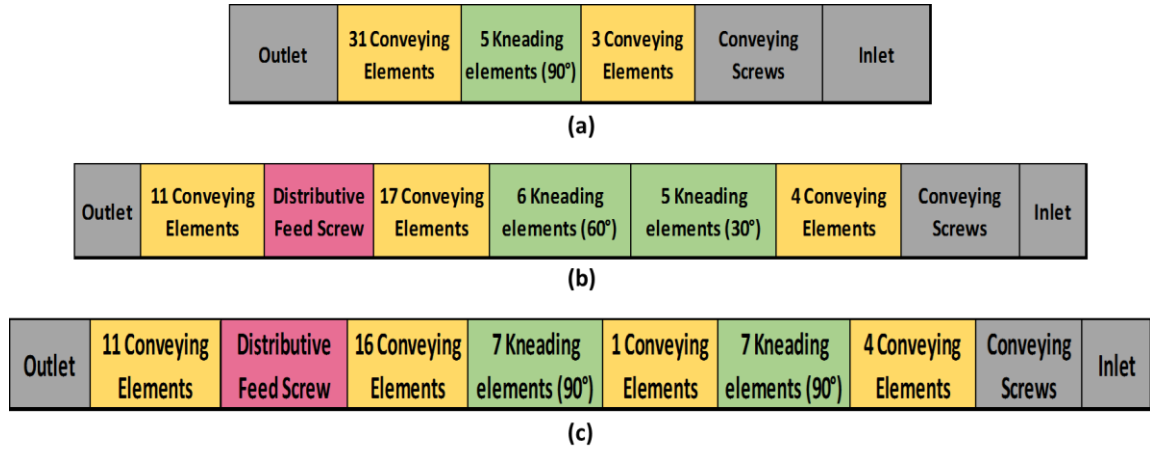 Outlet
31 Conveying
Elements
5 Kneading
elements (90°)
3 Conveying
Elements
Conveying
Screws
Inlet
(a)
Outlet
11 Conveying
Elements
Distributive
Feed Screw
17 Conveying
Elements
6 Kneading
elements (60°)
5 Kneading
elements (30°)
4 Conveying
Elements
Conveying
Screws
Inlet
(b)
Outlet
11 Conveying
Elements
Distributive
Feed Screw
16 Conveying
Elements
7 Kneading
elements (90°)
1 Conveying
Elements
7 Kneading
elements (90°)
4 Conveying
Elements
Conveying
Screws
Inlet
(c)